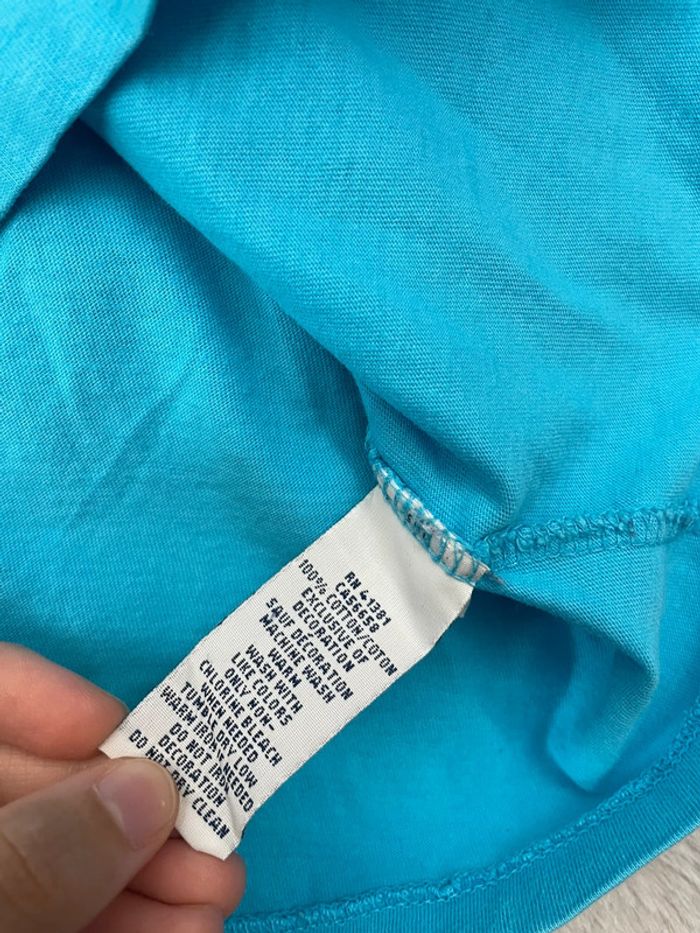 RN 41381
CA56658
100% COTTON/COTON
EXCLUSIVE OF
DECORATION
SAUF DECORATION
MACHINE WASH
WARM
WASH WITH
LIKE COLORS
ONLY NON-
CHLORINE BLEACH
WHEN NEEDED
TUMBLE DRY LOW
WARM IRON IF NEEDED
DO NOT IRON
DECORATION
DO NOT DRY CLEAN